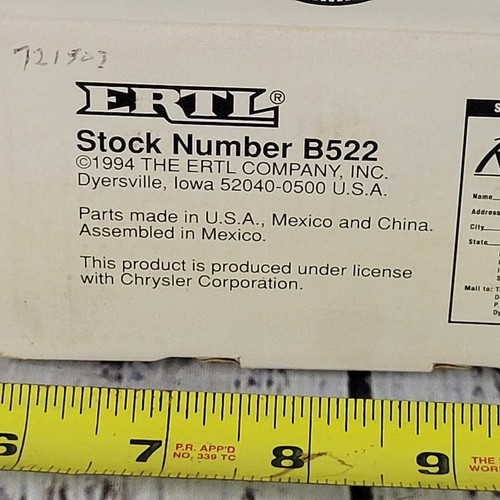 ERTL®
Stock Number B522
©1994 THE ERTL COMPANY, INC.
Dyersville, Iowa 52040-0500 U.S.A.
Parts made in U.S.A., Mexico and China.
Assembled in Mexico.
This product is produced under license
with Chrysler Corporation.
Name
Address
City
State
Mail to:
6 7 P.R. APP'D 8 9 THE
NO. 339 TC